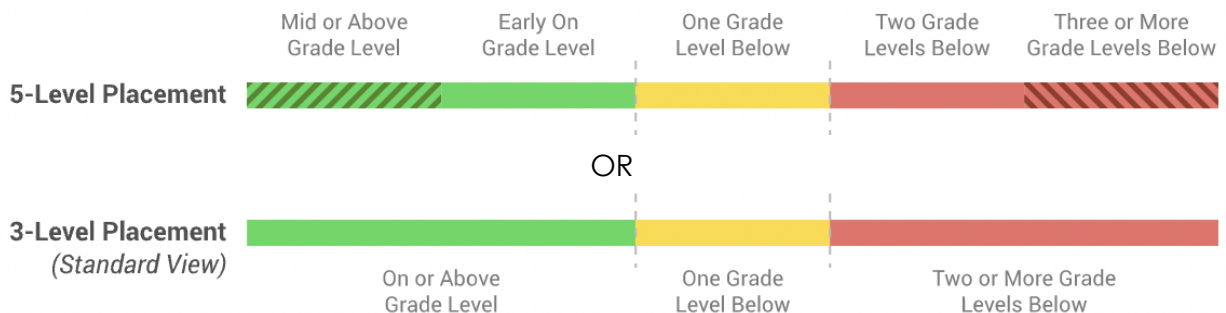 Mid or Above
Grade Level
Early On
Grade Level
One Grade
Level Below
Two Grade
Levels Below
Three or More
Grade Levels Below
5-Level Placement
OR
3-Level Placement
(Standard View)
On or Above
Grade Level
One Grade
Level Below
Two or More Grade
Levels Below